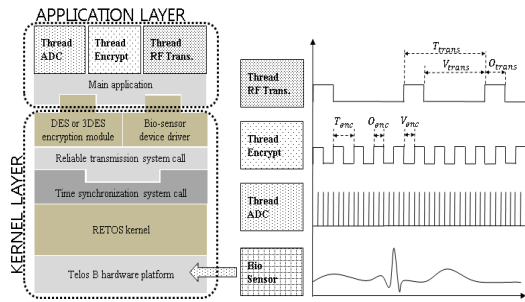 APPLICATION LAYER
Thread
ADC
Thread
Encrypt
Thread
RF Trans.
Main application
DES or 3DES
encryption module
Bio-sensor
device driver
Reliable transmission system call
Time synchronization system call
RETOS kernel
Telos B hardware platform
KERNEL LAYER
Thread
RF Trans.
Thread
Encrypt
Thread
ADC
Bio
Sensor
T_trans
V_trans O_trans
T_enc O_enc V_enc